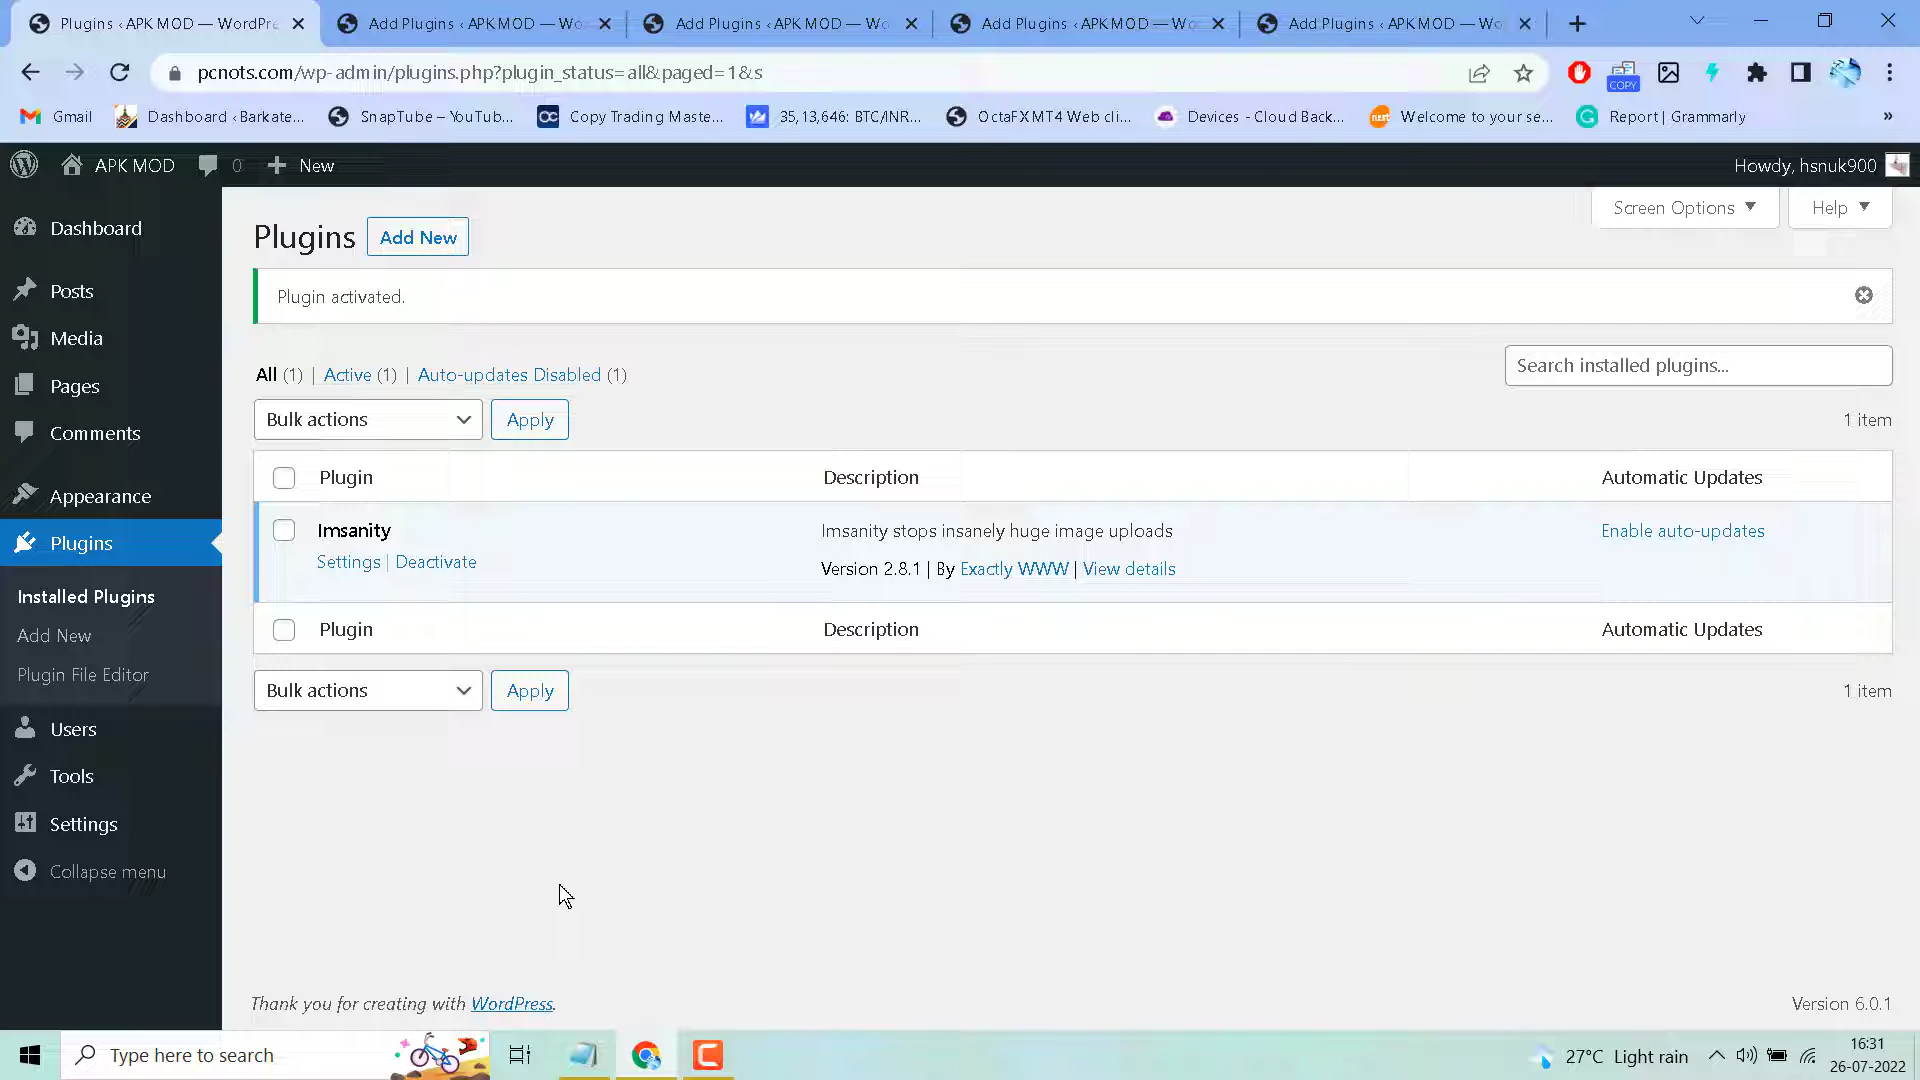 Plugins ‹ APK MOD — WordPre
Add Plugins ‹ APK MOD — Wo
Add Plugins ‹ APK MOD — Wo
Add Plugins ‹ APK MOD — Wo
Add Plugins ‹ APK MOD — Wo
pcnots.com/wp-admin/plugins.php?plugin_status=all&paged=1&s
COPY
Gmail
Dashboard ‹ Barkate...
SnapTube – YouTub...
Copy Trading Maste...
35,13,646: BTC/INR...
OctaFX MT4 Web cli...
Devices - Cloud Back...
Welcome to your se...
Report | Grammarly
»
APK MOD
0
New
Howdy, hsnuk900
Dashboard
Posts
Media
Pages
Comments
Appearance
Plugins
Installed Plugins
Add New
Plugin File Editor
Users
Tools
Settings
Collapse menu
Screen Options
Help
Plugins
Add New
Plugin activated.
All (1) | Active (1) | Auto-updates Disabled (1)
Search installed plugins...
Bulk actions
Apply
1 item
Plugin
Description
Automatic Updates
Imsanity
Imsanity stops insanely huge image uploads
Enable auto-updates
Settings | Deactivate
Version 2.8.1 | By Exactly WWW | View details
Plugin
Description
Automatic Updates
Bulk actions
Apply
1 item
Thank you for creating with WordPress.
Version 6.0.1
Type here to search
27°C Light rain
16:31
26-07-2022